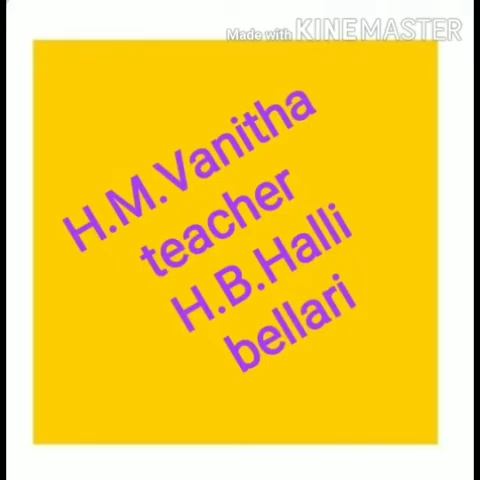 Made with KINEMASTER
H.M.Vanitha
teacher
H.B.Halli
bellari